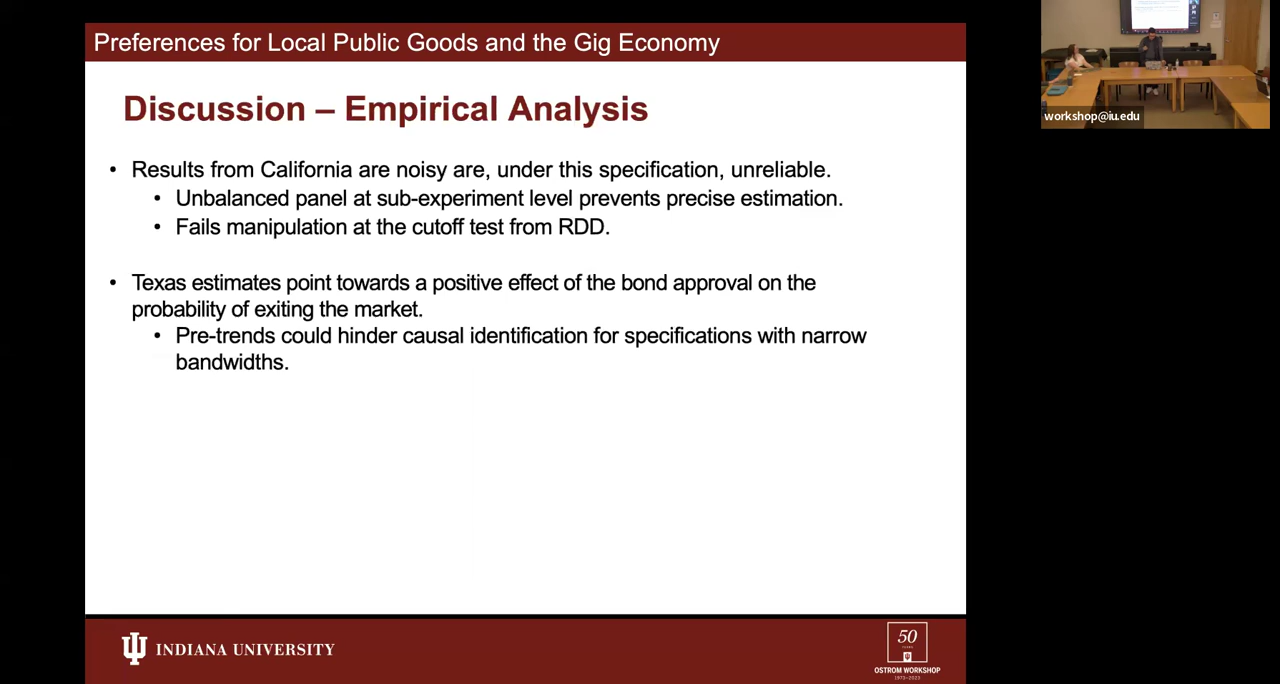 Preferences for Local Public Goods and the Gig Economy
workshop@iu.edu
Discussion – Empirical Analysis
• Results from California are noisy are, under this specification, unreliable.
• Unbalanced panel at sub-experiment level prevents precise estimation.
• Fails manipulation at the cutoff test from RDD.
• Texas estimates point towards a positive effect of the bond approval on the
probability of exiting the market.
• Pre-trends could hinder causal identification for specifications with narrow
bandwidths.
INDIANA UNIVERSITY
50
YEARS
OSTROM WORKSHOP
1973–2023